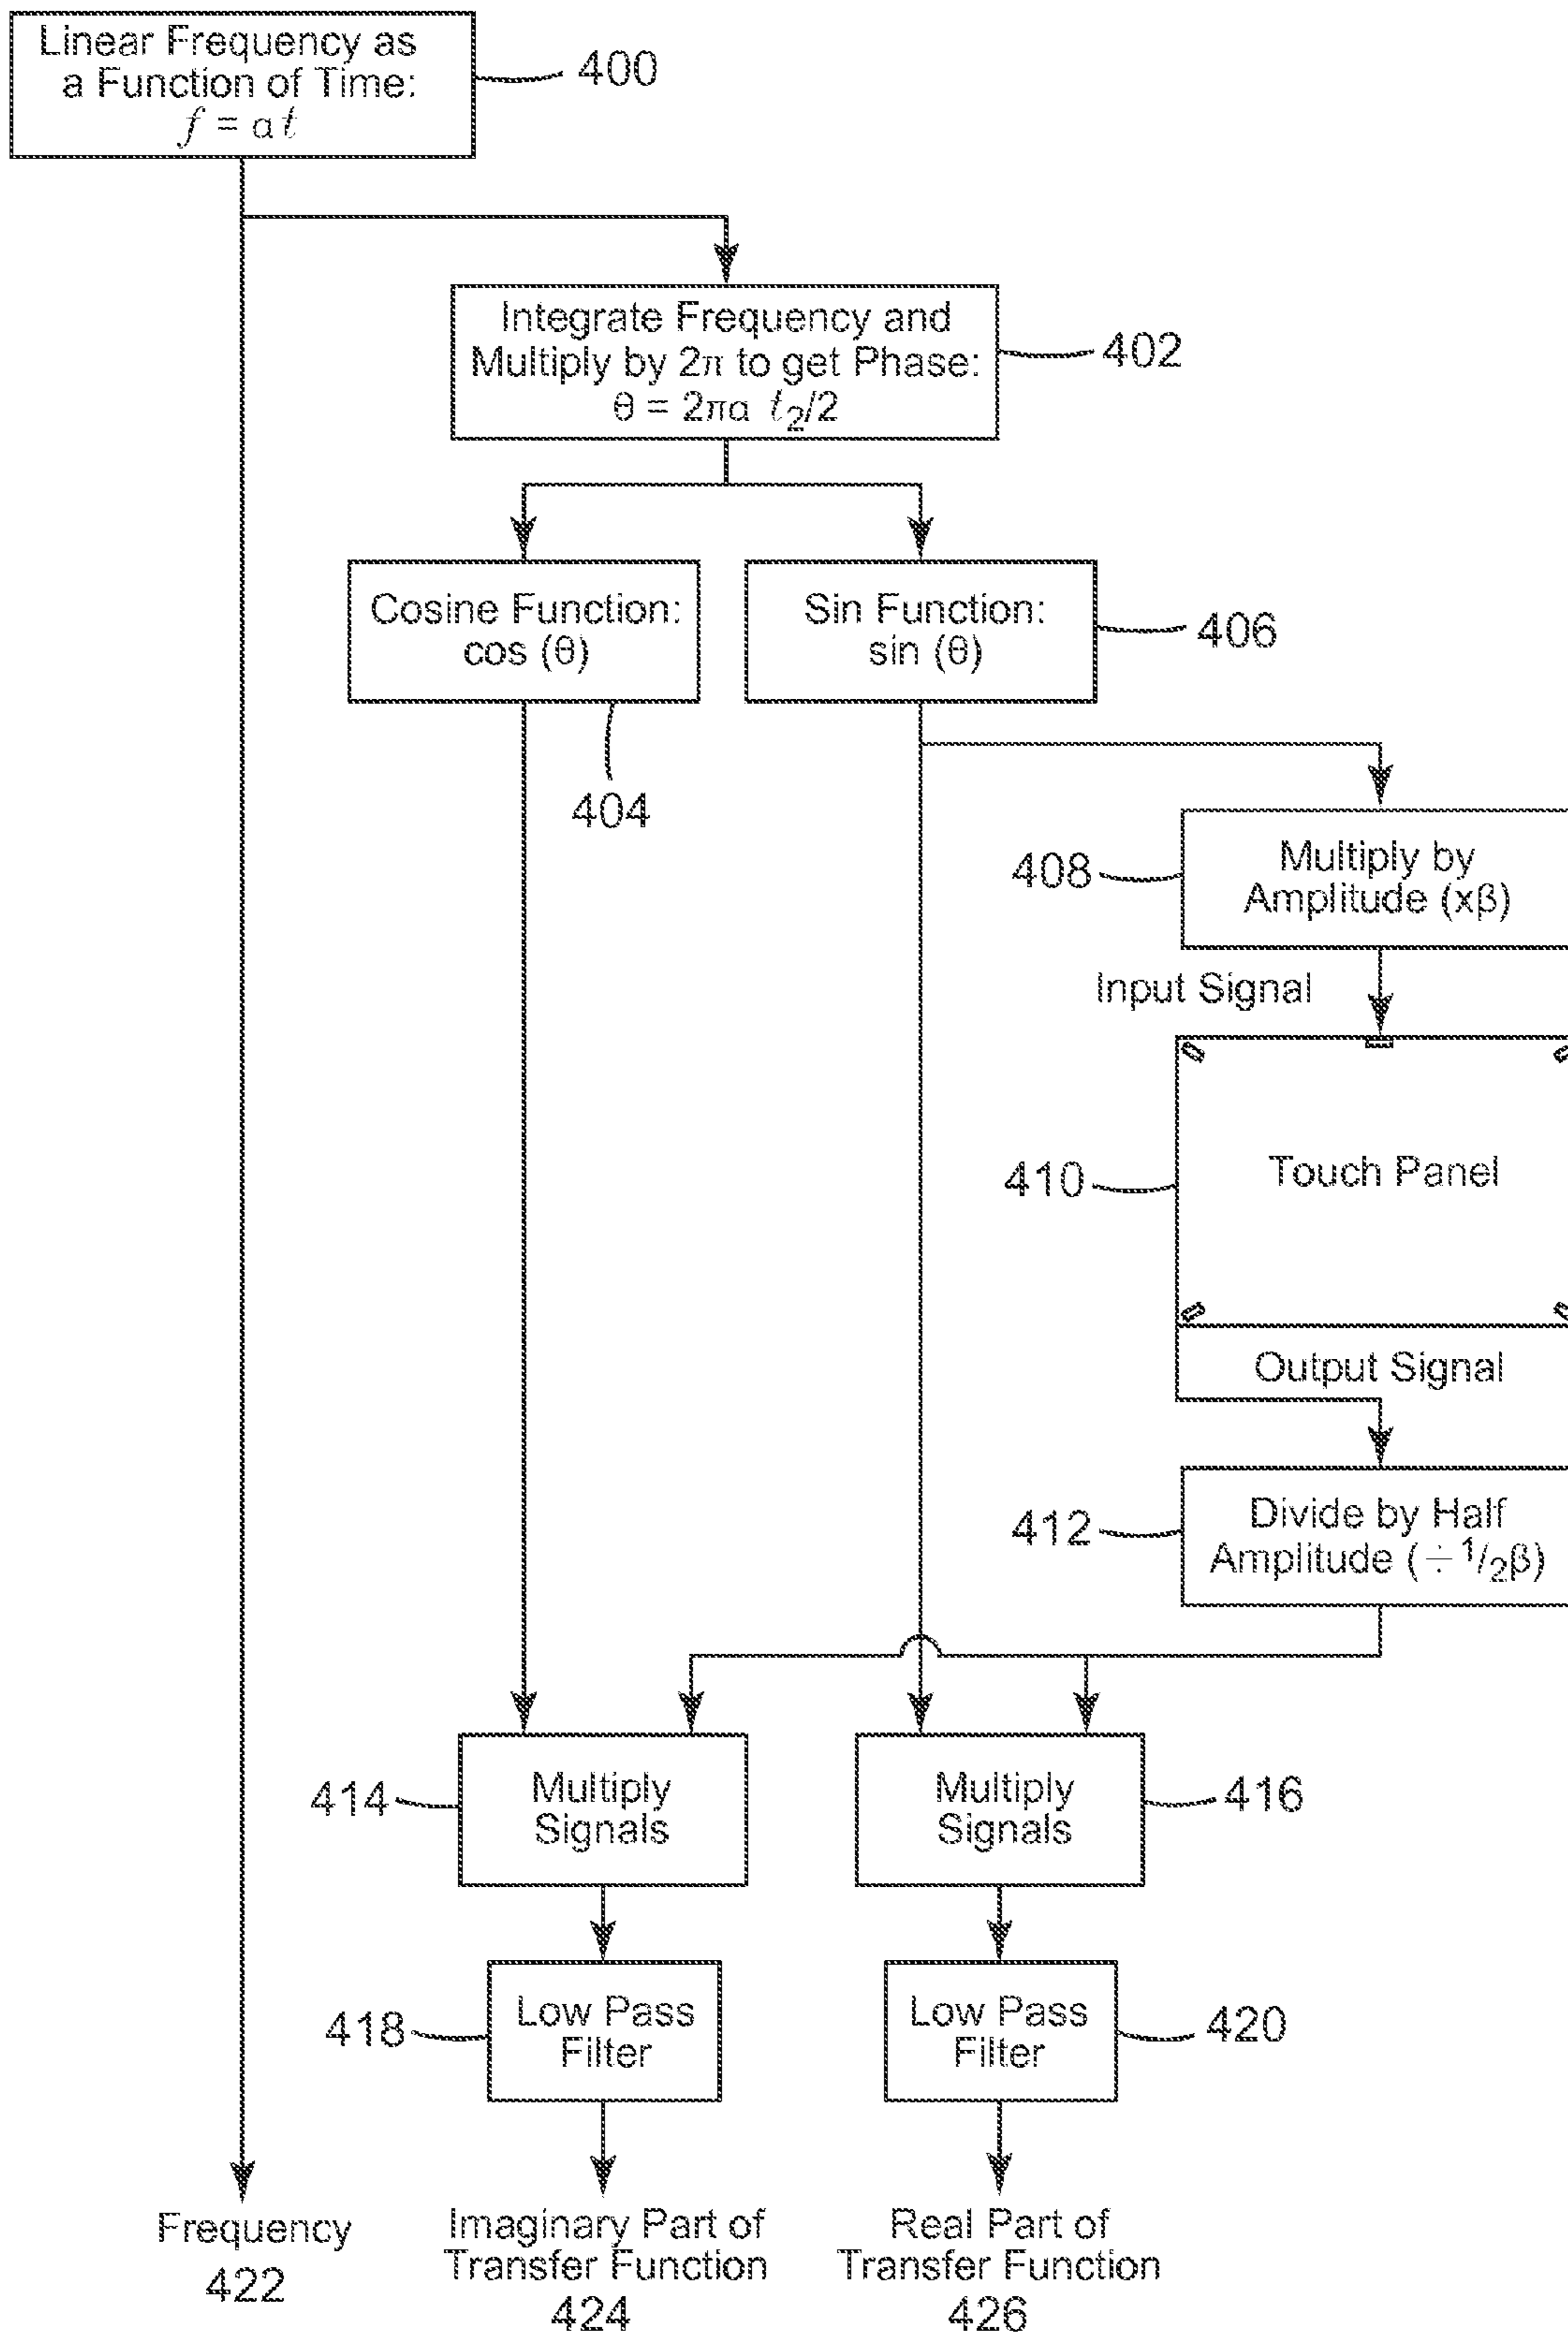 Linear Frequency as
a Function of Time:
f = αt
400
Integrate Frequency and
Multiply by 2π to get Phase:
θ = 2πα t₂/2
402
Cosine Function:
cos (θ)
404
Sin Function:
sin (θ)
406
408
Multiply by
Amplitude (xβ)
Input Signal
410
Touch Panel
Output Signal
412
Divide by Half
Amplitude (÷ 1/2β)
414
Multiply
Signals
Multiply
Signals
416
418
Low Pass
Filter
Low Pass
Filter
420
Frequency
422
Imaginary Part of
Transfer Function
424
Real Part of
Transfer Function
426